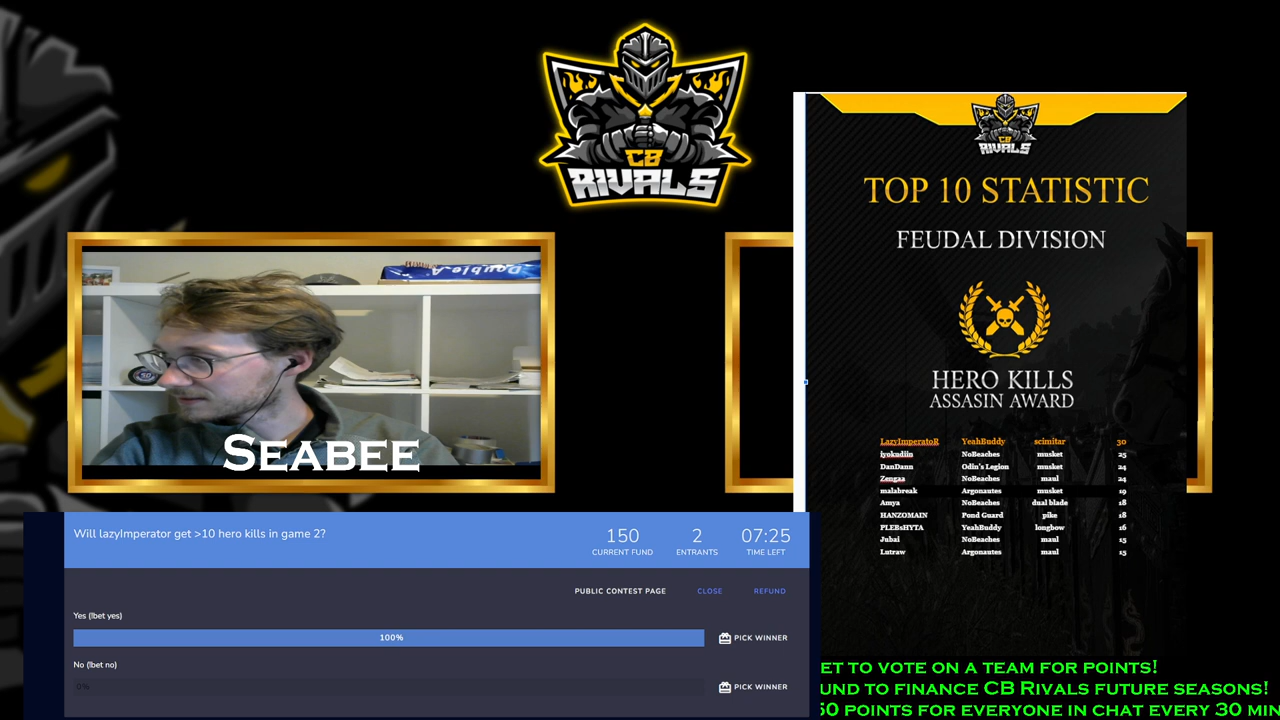 CB
RIVALS
CB
RIVALS
TOP 10 STATISTIC
FEUDAL DIVISION
HERO KILLS
ASSASIN AWARD
LazyImperatoR YeahBuddy scimitar 30
iyokudiin NoBeaches musket 25
DanDann Odin's Legion musket 24
Zengaa NoBeaches maul 24
malabreak Argonautes musket 19
Amya NoBeaches dual blade 18
HANZOMAIN Pond Guard pike 18
PLEBsHYTA YeahBuddy longbow 16
Jubai NoBeaches maul 15
Lutraw Argonautes maul 15
Double A
SEABEE
Will lazyImperator get >10 hero kills in game 2?
150 2 07:25
CURRENT FUND ENTRANTS TIME LEFT
PUBLIC CONTEST PAGE CLOSE REFUND
Yes (!bet yes)
100% PICK WINNER
No (!bet no)
0% PICK WINNER
ET TO VOTE ON A TEAM FOR POINTS!
UND TO FINANCE CB RIVALS FUTURE SEASONS!
50 POINTS FOR EVERYONE IN CHAT EVERY 30 MIN